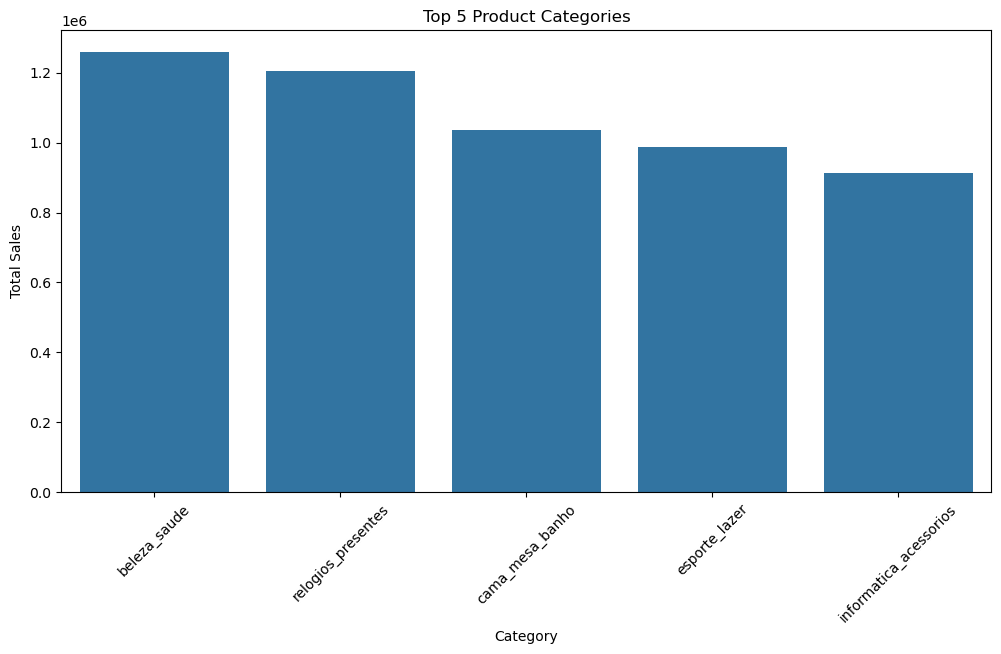 Top 5 Product Categories
1e6
1.2
1.0
0.8
0.6
0.4
0.2
0.0
Total Sales
beleza_saude
relogios_presentes
cama_mesa_banho
esporte_lazer
informatica_acessorios
Category